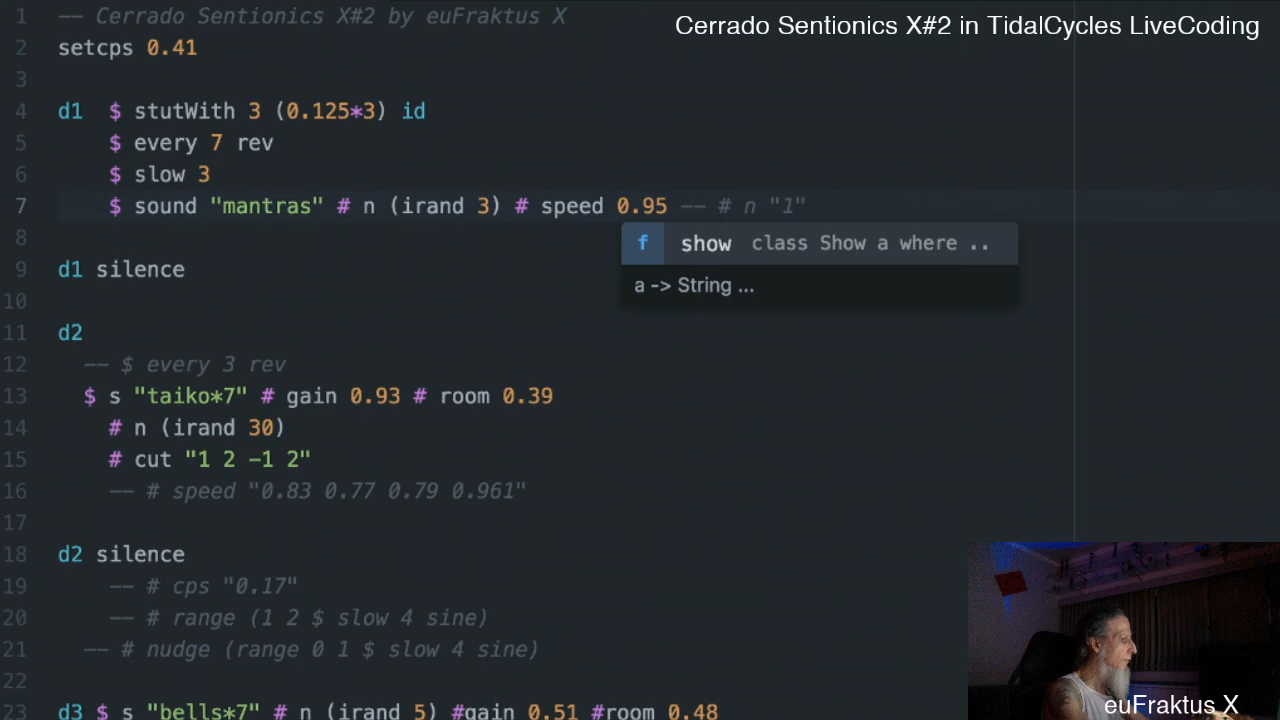 Cerrado Sentionics X#2 in TidalCycles LiveCoding
1 -- Cerrado Sentionics X#2 by euFraktus X
2 setcps 0.41
3
4 d1 $ stutWith 3 (0.125*3) id
5 $ every 7 rev
6 $ slow 3
7 $ sound "mantras" # n (irand 3) # speed 0.95 -- # n "1"
f show class Show a where ..
a -> String ...
8
9 d1 silence
10
11 d2
12 -- $ every 3 rev
13 $ s "taiko*7" # gain 0.93 # room 0.39
14 # n (irand 30)
15 # cut "1 2 -1 2"
16 -- # speed "0.83 0.77 0.79 0.961"
17
18 d2 silence
19 -- # cps "0.17"
20 -- # range (1 2 $ slow 4 sine)
21 -- # nudge (range 0 1 $ slow 4 sine)
22
23 d3 $ s "bells*7" # n (irand 5) #gain 0.51 #room 0.48
euFraktus X